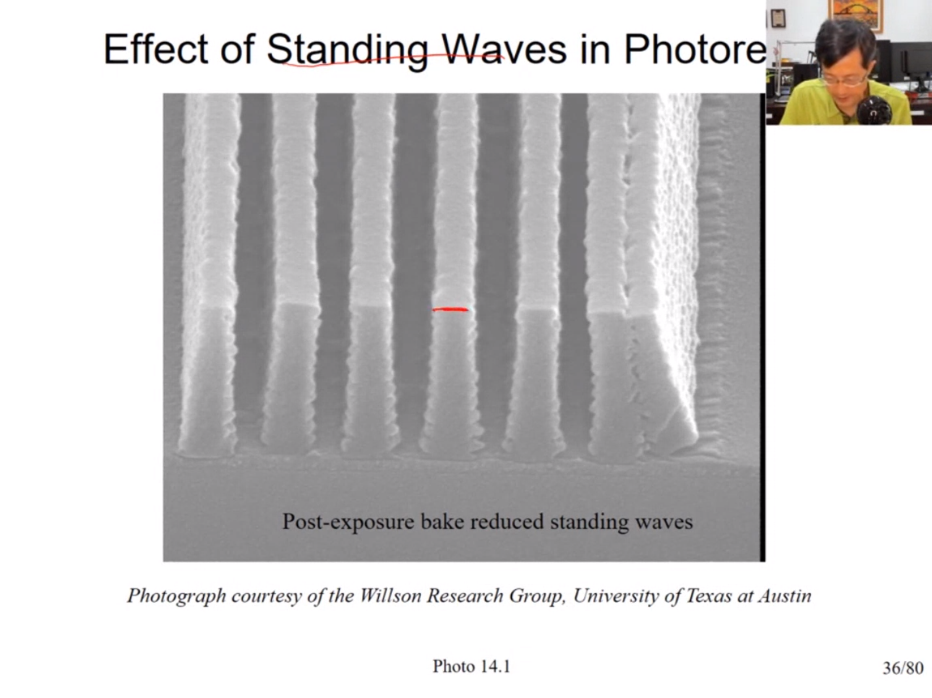 Effect of Standing Waves in Photore
Post-exposure bake reduced standing waves
Photograph courtesy of the Willson Research Group, University of Texas at Austin
Photo 14.1
36/80